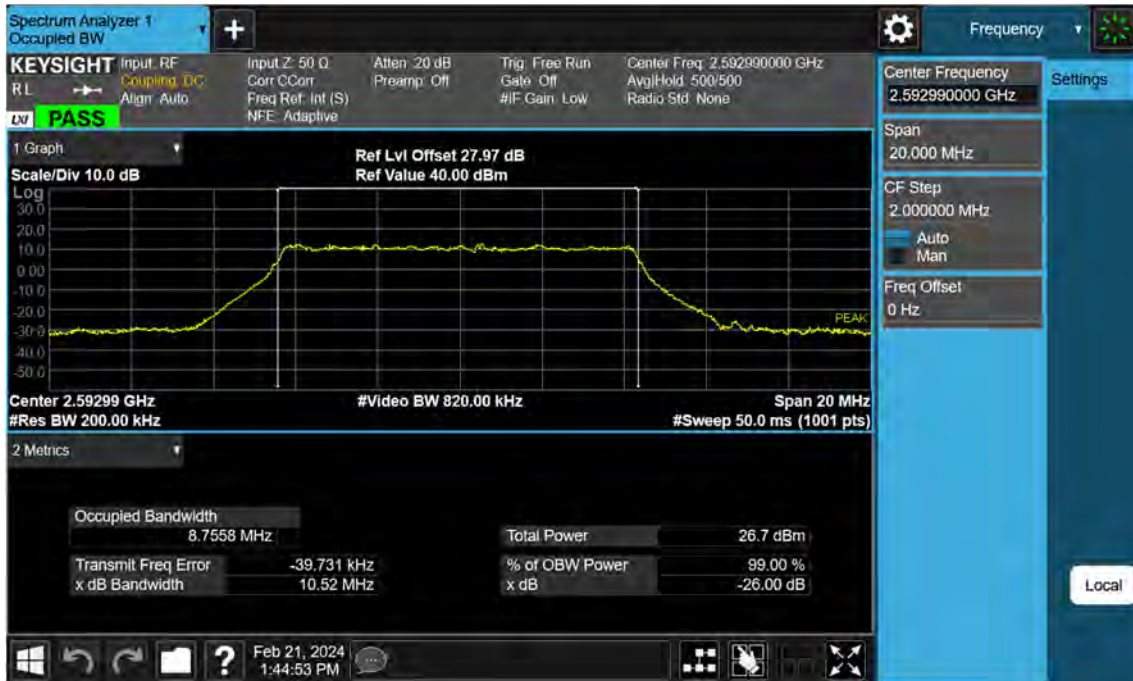 Spectrum Analyzer 1
Occupied BW
+
Frequency
KEYSIGHT
RL
LXI
PASS
Input: RF
Coupling: DC
Align: Auto
Input Z: 50 Ω
Corr CCorr
Freq Ref: Int (S)
NFE: Adaptive
Atten: 20 dB
Preamp: Off
Trig: Free Run
Gate: Off
#IF Gain: Low
Center Freq: 2.592990000 GHz
Avg|Hold: 500/500
Radio Std: None
Center Frequency
2.592990000 GHz
Settings
Span
20.000 MHz
CF Step
2.000000 MHz
Auto
Man
Freq Offset
0 Hz
1 Graph
Scale/Div 10.0 dB
Ref Lvl Offset 27.97 dB
Ref Value 40.00 dBm
Log
30.0
20.0
10.0
0.00
-10.0
-20.0
-30.0
-40.0
-50.0
PEAK
Center 2.59299 GHz
#Video BW 820.00 kHz
Span 20 MHz
#Res BW 200.00 kHz
#Sweep 50.0 ms (1001 pts)
2 Metrics
Occupied Bandwidth
8.7558 MHz
Total Power 26.7 dBm
Transmit Freq Error -39.731 kHz
% of OBW Power 99.00 %
x dB Bandwidth 10.52 MHz
x dB -26.00 dB
Local
?
Feb 21, 2024
1:44:53 PM